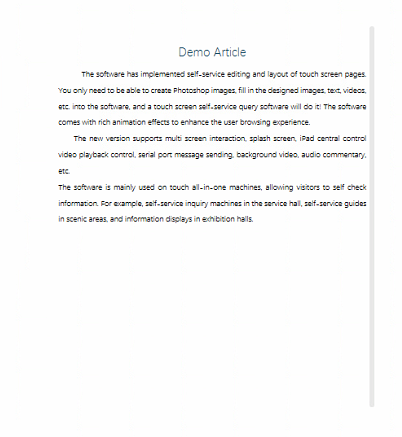 Demo Article
The software has implemented self-service editing and layout of touch screen pages.
You only need to be able to create Photoshop images, fill in the designed images, text, videos,
etc. into the software, and a touch screen self-service query software will do it! The software
comes with rich animation effects to enhance the user browsing experience.
The new version supports multi screen interaction, splash screen, iPad central control
video playback control, serial port message sending, background video, audio commentary,
etc.
The software is mainly used on touch all-in-one machines, allowing visitors to self check
information. For example, self-service inquiry machines in the service hall, self-service guides
in scenic areas, and information displays in exhibition halls.